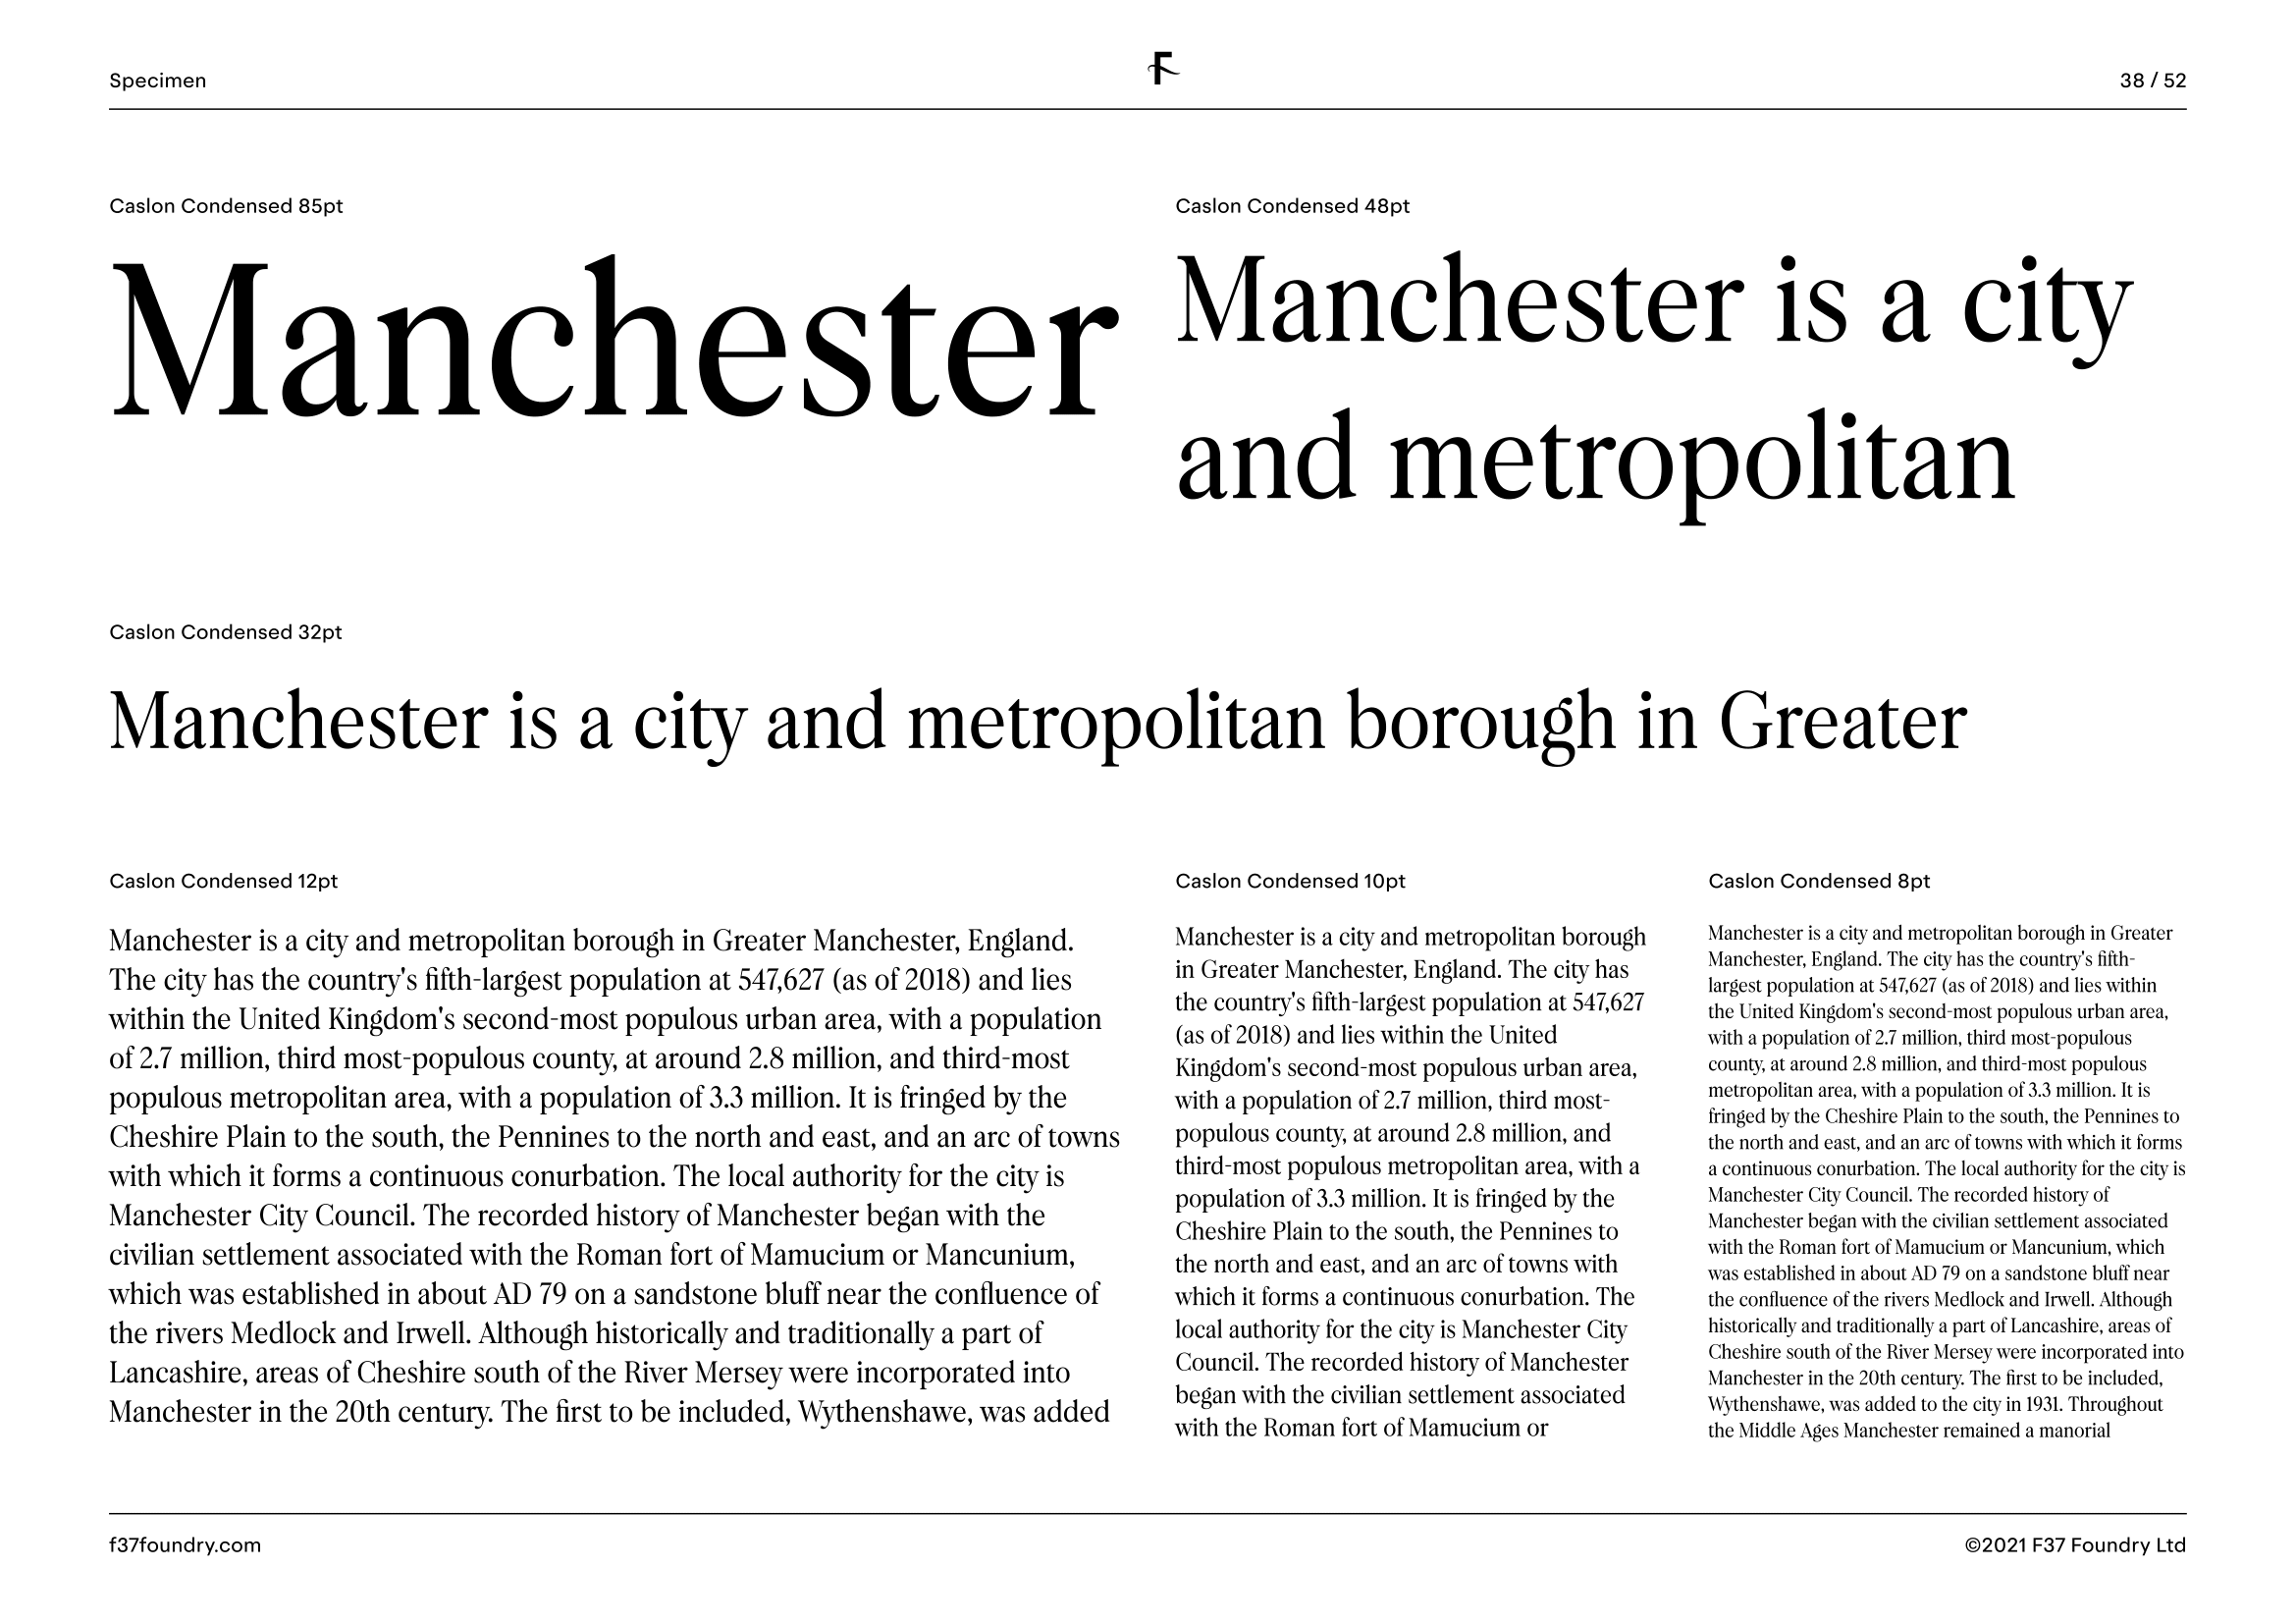 Specimen
F
38 / 52
Caslon Condensed 85pt
Manchester
Caslon Condensed 48pt
Manchester is a city
and metropolitan
Caslon Condensed 32pt
Manchester is a city and metropolitan borough in Greater
Caslon Condensed 12pt
Manchester is a city and metropolitan borough in Greater Manchester, England.
The city has the country's fifth-largest population at 547,627 (as of 2018) and lies
within the United Kingdom's second-most populous urban area, with a population
of 2.7 million, third most-populous county, at around 2.8 million, and third-most
populous metropolitan area, with a population of 3.3 million. It is fringed by the
Cheshire Plain to the south, the Pennines to the north and east, and an arc of towns
with which it forms a continuous conurbation. The local authority for the city is
Manchester City Council. The recorded history of Manchester began with the
civilian settlement associated with the Roman fort of Mamucium or Mancunium,
which was established in about AD 79 on a sandstone bluff near the confluence of
the rivers Medlock and Irwell. Although historically and traditionally a part of
Lancashire, areas of Cheshire south of the River Mersey were incorporated into
Manchester in the 20th century. The first to be included, Wythenshawe, was added
Caslon Condensed 10pt
Manchester is a city and metropolitan borough
in Greater Manchester, England. The city has
the country's fifth-largest population at 547,627
(as of 2018) and lies within the United
Kingdom's second-most populous urban area,
with a population of 2.7 million, third most-
populous county, at around 2.8 million, and
third-most populous metropolitan area, with a
population of 3.3 million. It is fringed by the
Cheshire Plain to the south, the Pennines to
the north and east, and an arc of towns with
which it forms a continuous conurbation. The
local authority for the city is Manchester City
Council. The recorded history of Manchester
began with the civilian settlement associated
with the Roman fort of Mamucium or
Caslon Condensed 8pt
Manchester is a city and metropolitan borough in Greater
Manchester, England. The city has the country's fifth-
largest population at 547,627 (as of 2018) and lies within
the United Kingdom's second-most populous urban area,
with a population of 2.7 million, third most-populous
county, at around 2.8 million, and third-most populous
metropolitan area, with a population of 3.3 million. It is
fringed by the Cheshire Plain to the south, the Pennines to
the north and east, and an arc of towns with which it forms
a continuous conurbation. The local authority for the city is
Manchester City Council. The recorded history of
Manchester began with the civilian settlement associated
with the Roman fort of Mamucium or Mancunium, which
was established in about AD 79 on a sandstone bluff near
the confluence of the rivers Medlock and Irwell. Although
historically and traditionally a part of Lancashire, areas of
Cheshire south of the River Mersey were incorporated into
Manchester in the 20th century. The first to be included,
Wythenshawe, was added to the city in 1931. Throughout
the Middle Ages Manchester remained a manorial
f37foundry.com
©2021 F37 Foundry Ltd